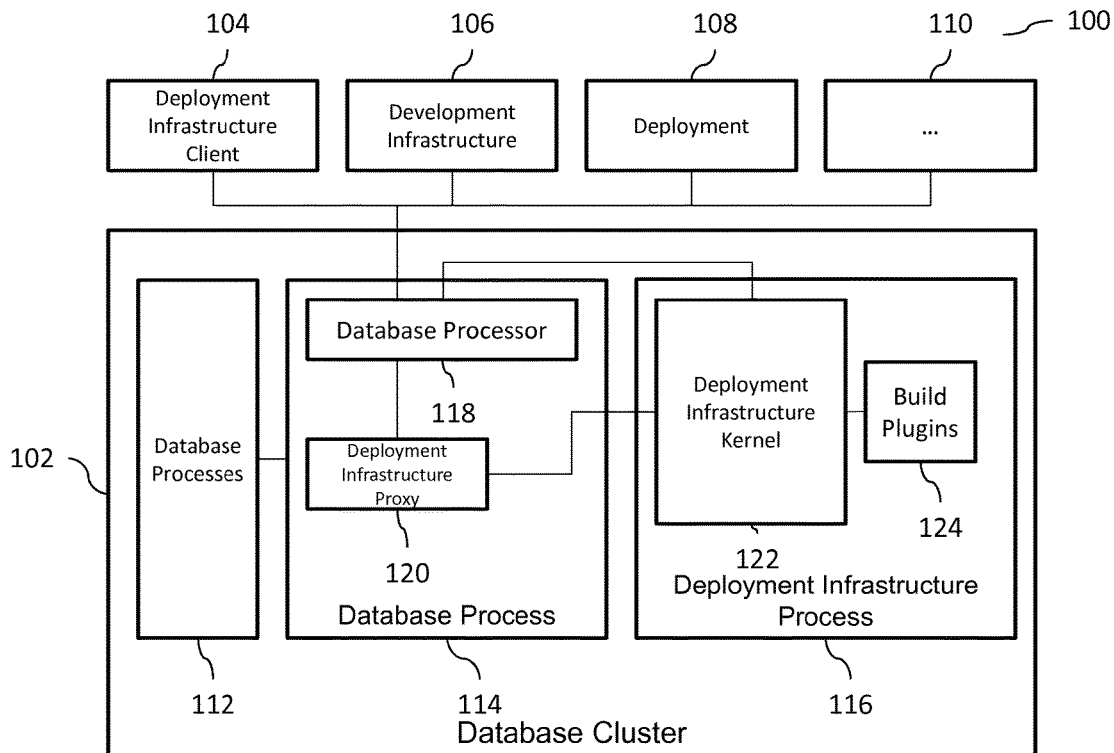 104
106
108
110
100
Deployment
Infrastructure
Client
Development
Infrastructure
Deployment
...
Database Processor
118
Deployment
Infrastructure
Kernel
Build
Plugins
Database
Processes
102
Deployment
Infrastructure
Proxy
120
122
124
Database Process
Deployment Infrastructure
Process
112
114
116
Database Cluster